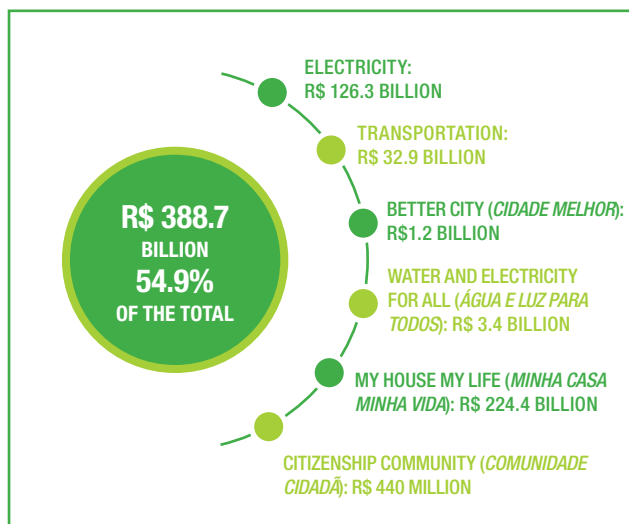 R$ 388.7
BILLION
54.9%
OF THE TOTAL
ELECTRICITY:
R$ 126.3 BILLION
TRANSPORTATION:
R$ 32.9 BILLION
BETTER CITY (CIDADE MELHOR):
R$1.2 BILLION
WATER AND ELECTRICITY
FOR ALL (ÁGUA E LUZ PARA
TODOS): R$ 3.4 BILLION
MY HOUSE MY LIFE (MINHA CASA
MINHA VIDA): R$ 224.4 BILLION
CITIZENSHIP COMMUNITY (COMUNIDADE
CIDADÃ): R$ 440 MILLION